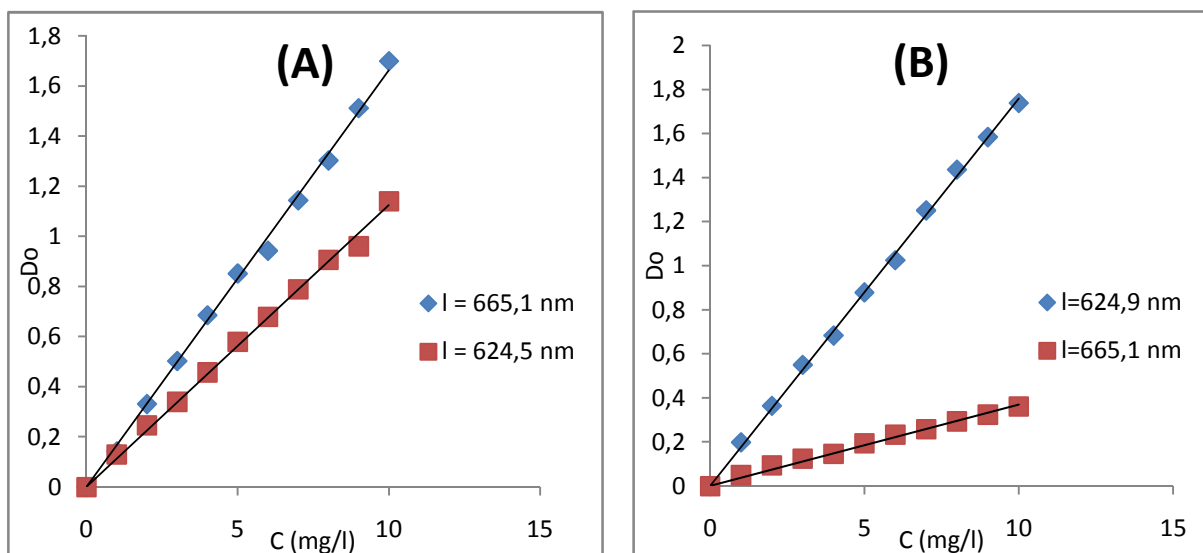 (A)
1,8
1,6
1,4
1,2
1
0,8
0,6
0,4
0,2
0
Do
0 5 10 15
C (mg/l)
l = 665,1 nm
l = 624,5 nm
(B)
2
1,8
1,6
1,4
1,2
1
0,8
0,6
0,4
0,2
0
Do
0 5 10 15
C (mg/l)
l=624,9 nm
l=665,1 nm